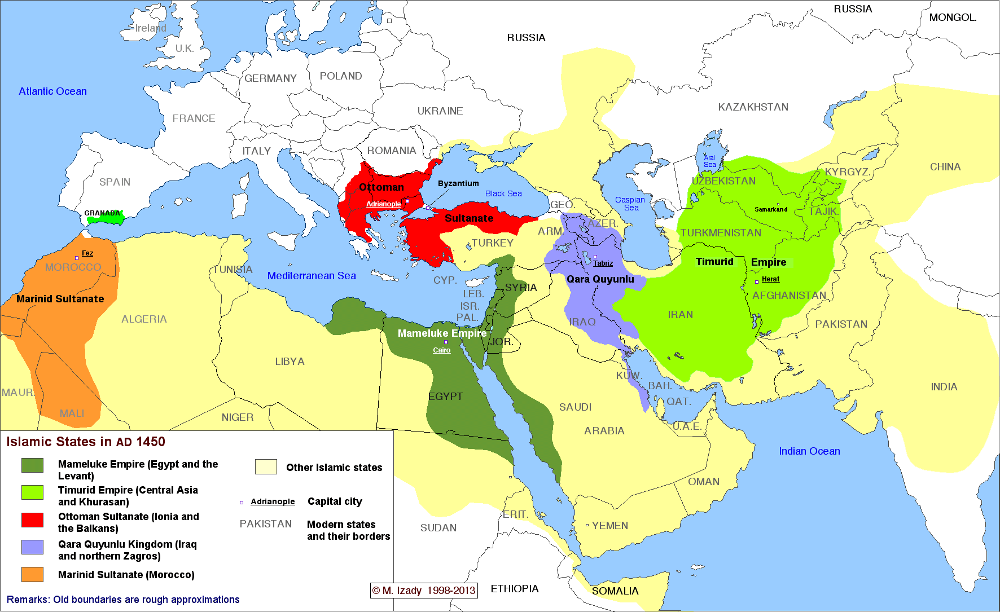 RUSSIA
MONGOL.
Ireland
RUSSIA
U.K.
GERMANY
POLAND
Atlantic Ocean
KAZAKHSTAN
UKRAINE
FRANCE
ITALY
ROMANIA
Aral
Sea
CHINA
KYRGYZ.
SPAIN
UZBEKISTAN
Ottoman
Byzantium
Black Sea
Caspian
Sea
GEO.
Adrianople
Samarkand
TAJIK.
GRANADA
Sultanate
AZER.
ARM.
TURKMENISTAN
TURKEY
Fez
MOROCCO
TUNISIA
Tabriz
Timurid
Empire
Mediterranean Sea
CYP.
Qara Quyunlu
Herat
SYRIA
LEB.
AFGHANISTAN
Marinid Sultanate
ISR.
PAL.
IRAN
ALGERIA
IRAQ
PAKISTAN
Mameluke Empire
JOR.
Cairo
LIBYA
KUW.
BAH.
INDIA
MAUR.
EGYPT
QAT.
SAUDI
MALI
NIGER
U.A.E.
ARABIA
Indian Ocean
OMAN
ERIT.
YEMEN
SUDAN
ETHIOPIA
SOMALIA
Islamic States in AD 1450
Mameluke Empire (Egypt and the
Levant)
Timurid Empire (Central Asia
and Khurasan)
Ottoman Sultanate (Ionia and
the Balkans)
Qara Quyunlu Kingdom (Iraq
and northern Zagros)
Marinid Sultanate (Morocco)
Other Islamic states
Adrianople
Capital city
PAKISTAN
Modern states
and their borders
Remarks: Old boundaries are rough approximations
© M. Izady 1998-2013